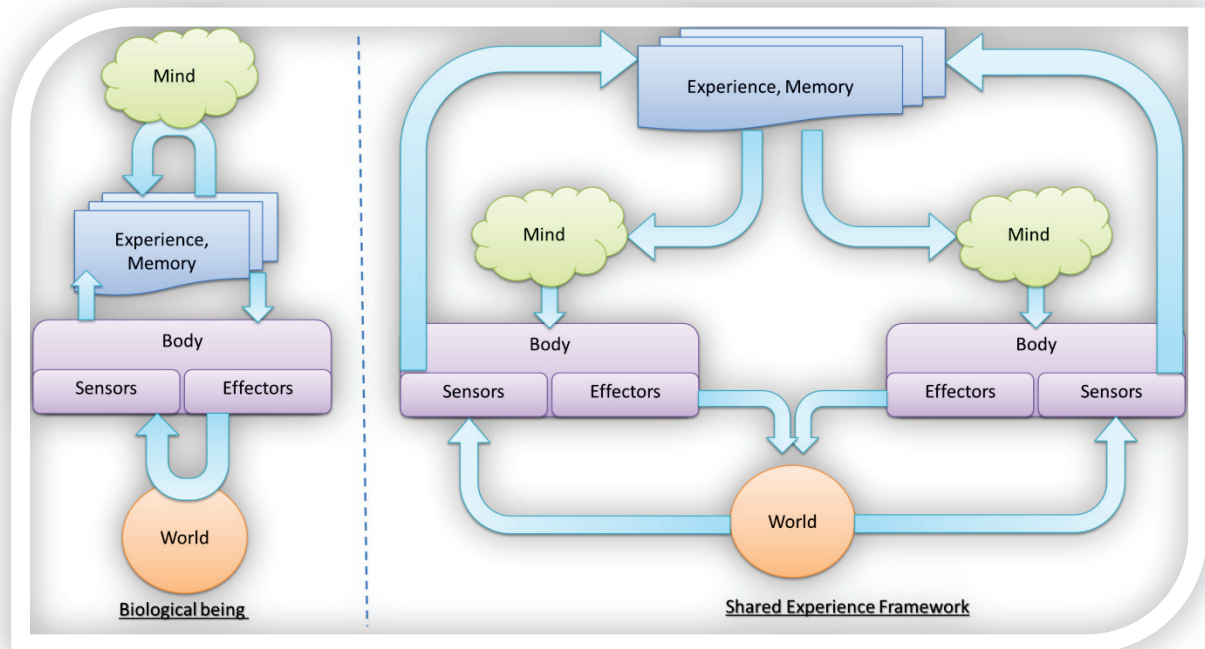 Mind
Experience,
Memory
Body
Sensors
Effectors
World
Biological being
Experience, Memory
Mind
Mind
Body
Body
Sensors
Effectors
Effectors
Sensors
World
Shared Experience Framework